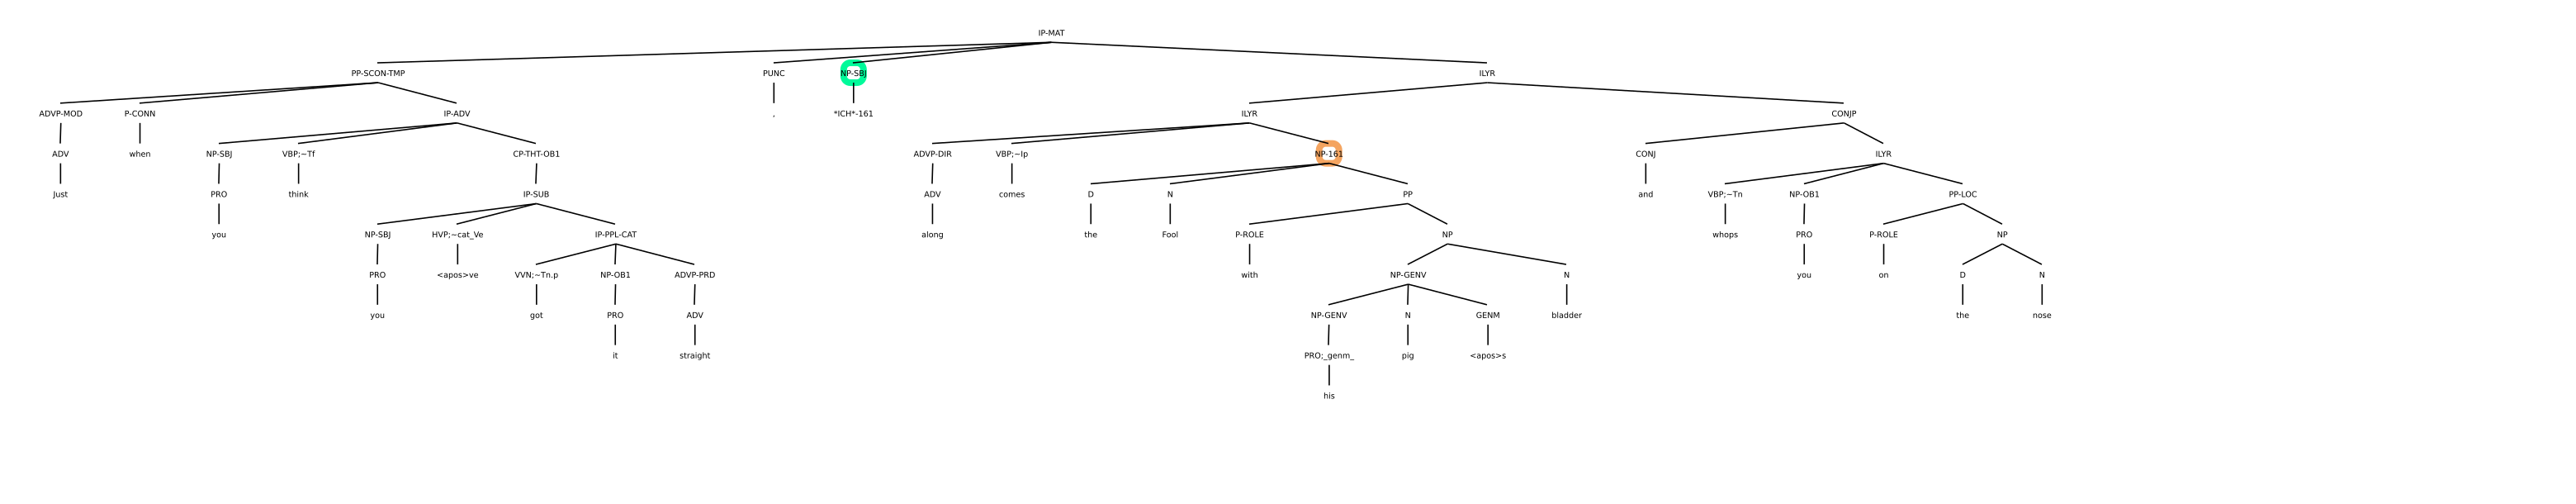 IP-MAT
PP-SCON-TMP PUNC NP-SBJ ILYR
ADVP-MOD P-CONN IP-ADV , *ICH*-161 ILYR CONJP
ADV when NP-SBJ VBP;~Tf CP-THT-OB1 ADVP-DIR VBP;~Ip NP-161 CONJ ILYR
Just PRO think IP-SUB ADV comes D N PP and VBP;~Tn NP-OB1 PP-LOC
you NP-SBJ HVP;~cat_Ve IP-PPL-CAT along the Fool P-ROLE NP whops PRO P-ROLE NP
PRO <apos>ve VVN;~Tn.p NP-OB1 ADVP-PRD with NP-GENV N you on D N
you got PRO ADV NP-GENV N GENM bladder the nose
it straight PRO;_genm_ pig <apos>s
his